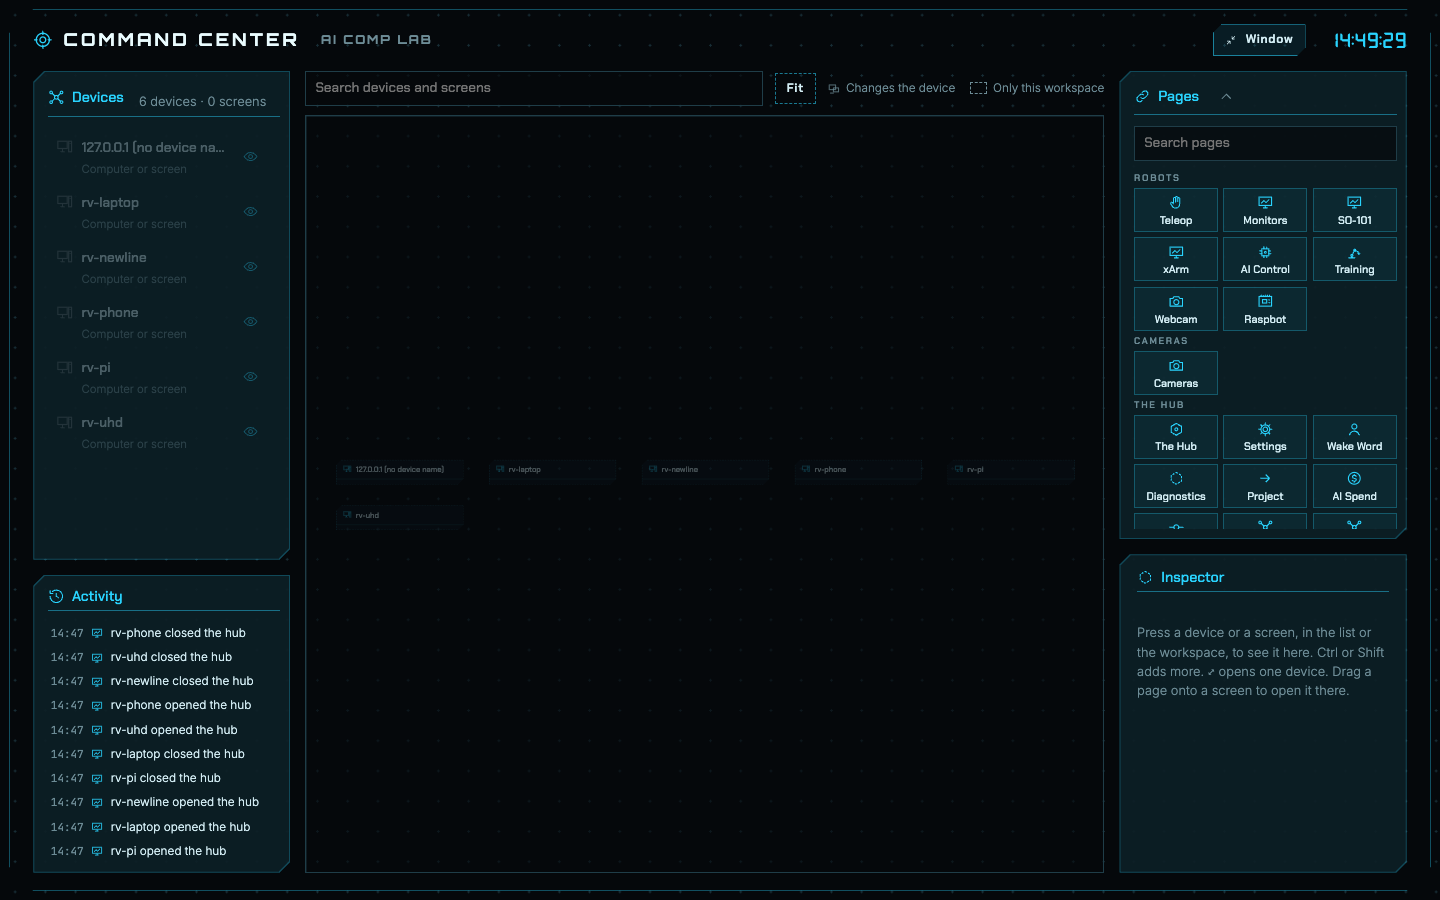 COMMAND CENTER
AI COMP LAB
Window
14:49:29
Devices
6 devices · 0 screens
127.0.0.1 (no device na...
Computer or screen
rv-laptop
Computer or screen
rv-newline
Computer or screen
rv-phone
Computer or screen
rv-pi
Computer or screen
rv-uhd
Computer or screen
Activity
14:47 rv-phone closed the hub
14:47 rv-uhd closed the hub
14:47 rv-newline closed the hub
14:47 rv-phone opened the hub
14:47 rv-uhd opened the hub
14:47 rv-laptop closed the hub
14:47 rv-pi closed the hub
14:47 rv-newline opened the hub
14:47 rv-laptop opened the hub
14:47 rv-pi opened the hub
Search devices and screens
Fit
Changes the device
Only this workspace
127.0.0.1 (no device name)
rv-laptop
rv-newline
rv-phone
rv-pi
rv-uhd
Pages
Search pages
ROBOTS
Teleop
Monitors
SO-101
xArm
AI Control
Training
Webcam
Raspbot
CAMERAS
Cameras
THE HUB
The Hub
Settings
Wake Word
Diagnostics
Project
AI Spend
Inspector
Press a device or a screen, in the list or
the workspace, to see it here. Ctrl or Shift
adds more. ⤢ opens one device. Drag a
page onto a screen to open it there.